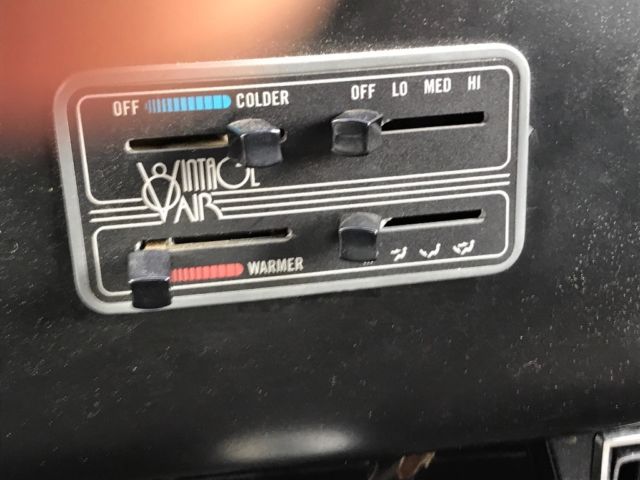 OFF COLDER OFF LO MED HI
VINTAGE
AIR
WARMER